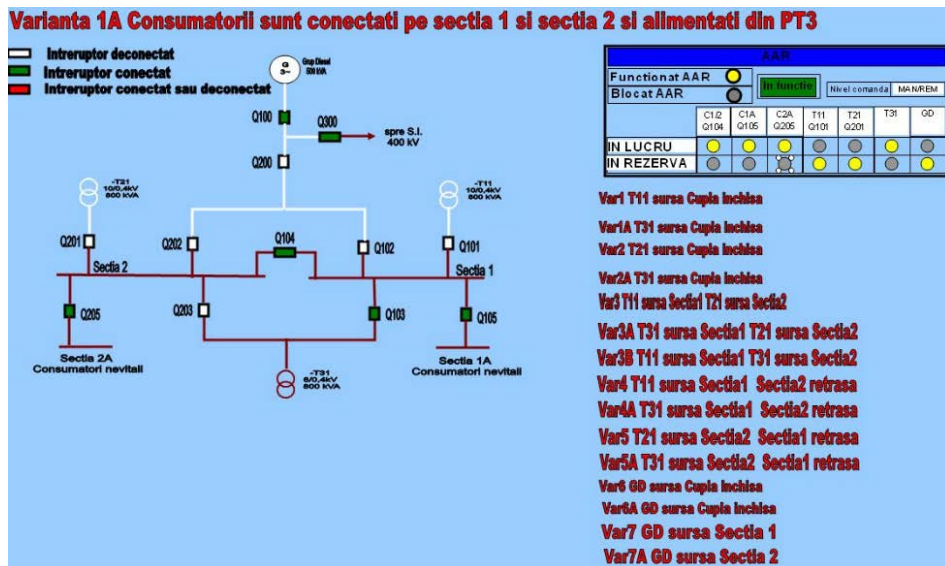 Varianta 1A Consumatorii sunt conectati pe sectia 1 si sectia 2 si alimentati din PT3
Intreruptor deconectat
Intreruptor conectat
Intreruptor conectat sau deconectat
G
3~
Grup Diesel
500 kVA
Q100
Q300
spre S.I.
400 kV
Q200
-T21
10/0,4kV
800 kVA
-T11
10/0,4kV
800 kVA
Q201
Q202
Q104
Q102
Q101
Sectia 2
Sectia 1
Q205
Q203
Q103
Q105
Sectia 2A
Consumatori nevitali
Sectia 1A
Consumatori nevitali
-T31
6/0,4kV
800 kVA
AAR
Functionat AAR
Blocat AAR
In functie
Nivel comanda
MAN/REM
C1/2
Q104
C1A
Q105
C2A
Q205
T11
Q101
T21
Q201
T31
GD
IN LUCRU
IN REZERVA
Var1 T11 sursa Cupla inchisa
Var1A T31 sursa Cupla inchisa
Var2 T21 sursa Cupla inchisa
Var2A T31 sursa Cupla inchisa
Var3 T11 sursa Sectia1 T21 sursa Sectia2
Var3A T31 sursa Sectia1 T21 sursa Sectia2
Var3B T11 sursa Sectia1 T31 sursa Sectia2
Var4 T11 sursa Sectia1 Sectia2 retrasa
Var4A T31 sursa Sectia1 Sectia2 retrasa
Var5 T21 sursa Sectia2 Sectia1 retrasa
Var5A T31 sursa Sectia2 Sectia1 retrasa
Var6 GD sursa Cupla inchisa
Var6A GD sursa Cupla inchisa
Var7 GD sursa Sectia 1
Var7A GD sursa Sectia 2